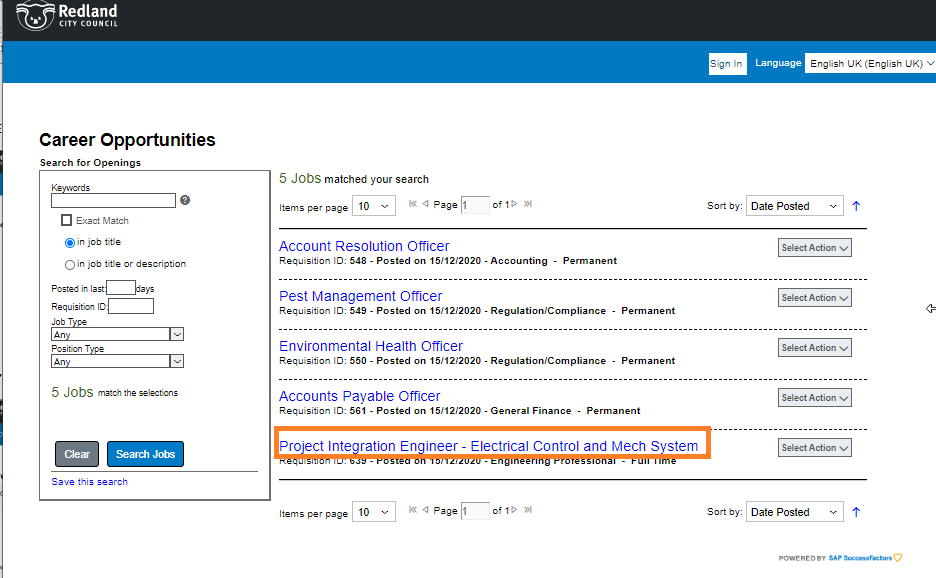 Redland
CITY COUNCIL
Sign In Language English UK (English UK)
Career Opportunities
Search for Openings
Keywords
Exact Match
in job title
in job title or description
Posted in last days
Requisition ID:
Job Type
Any
Position Type
Any
5 Jobs match the selections
Clear Search Jobs
Save this search
5 Jobs matched your search
Items per page 10 Page 1 of 1 Sort by: Date Posted
Account Resolution Officer Select Action
Requisition ID: 548 - Posted on 15/12/2020 - Accounting - Permanent
Pest Management Officer Select Action
Requisition ID: 549 - Posted on 15/12/2020 - Regulation/Compliance - Permanent
Environmental Health Officer Select Action
Requisition ID: 550 - Posted on 15/12/2020 - Regulation/Compliance - Permanent
Accounts Payable Officer Select Action
Requisition ID: 561 - Posted on 15/12/2020 - General Finance - Permanent
Project Integration Engineer - Electrical Control and Mech System Select Action
Requisition ID: 639 - Posted on 15/12/2020 - Engineering Professional - Full Time
Items per page 10 Page 1 of 1 Sort by: Date Posted
POWERED BY SAP SuccessFactors